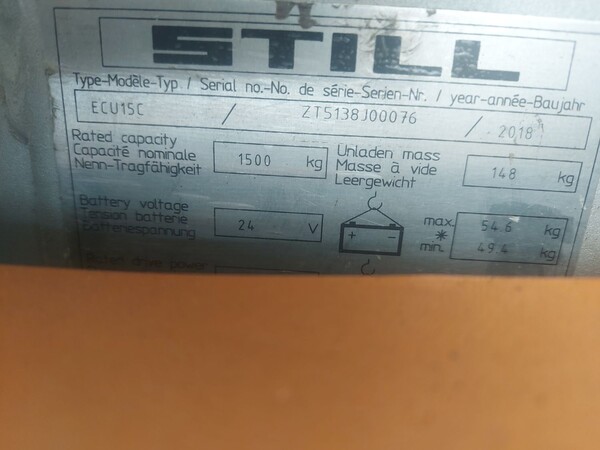 STILL
Type-Modèle-Typ. / Serial no.-No. de série-Serien-Nr. / year-année-Baujahr
ECU15C / ZT5138J00076 / 2018
Rated capacity
Capacité nominale
Nenn-Tragfähigkeit
1500 kg
Unladen mass
Masse à vide
Leergewicht
148 kg
Battery voltage
Tension batterie
Batteriespannung
24 V
+ -
max. 54.6 kg
*
min. 49.4 kg